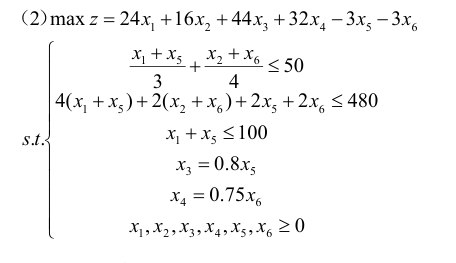 (2) max z = 24x₁ + 16x₂ + 44x₃ + 32x₄ − 3x₅ − 3x₆
s.t. { (x₁ + x₅)/3 + (x₂ + x₆)/4 ≤ 50
4(x₁ + x₅) + 2(x₂ + x₆) + 2x₅ + 2x₆ ≤ 480
x₁ + x₅ ≤ 100
x₃ = 0.8x₅
x₄ = 0.75x₆
x₁, x₂, x₃, x₄, x₅, x₆ ≥ 0